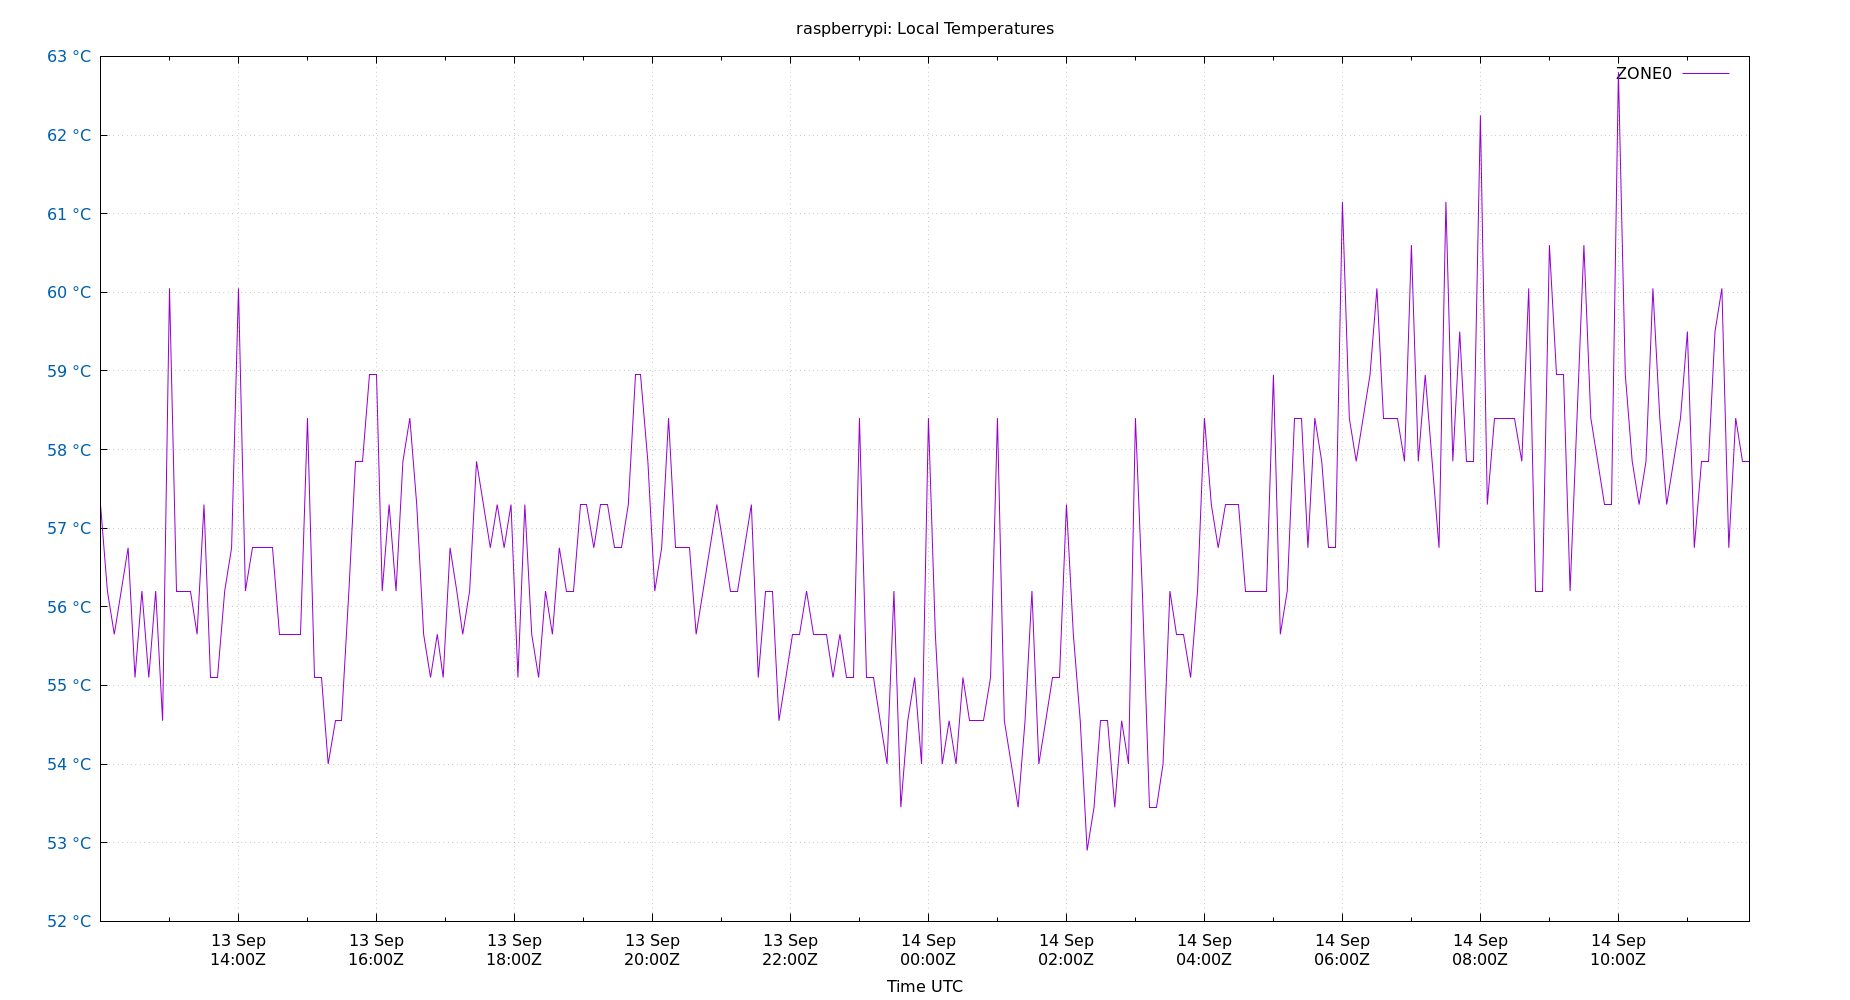 raspberrypi: Local Temperatures
63 °C
ZONE0
62 °C
61 °C
60 °C
59 °C
58 °C
57 °C
56 °C
55 °C
54 °C
53 °C
52 °C
13 Sep 13 Sep 13 Sep 13 Sep 13 Sep 14 Sep 14 Sep 14 Sep 14 Sep 14 Sep 14 Sep
14:00Z 16:00Z 18:00Z 20:00Z 22:00Z 00:00Z 02:00Z 04:00Z 06:00Z 08:00Z 10:00Z
Time UTC